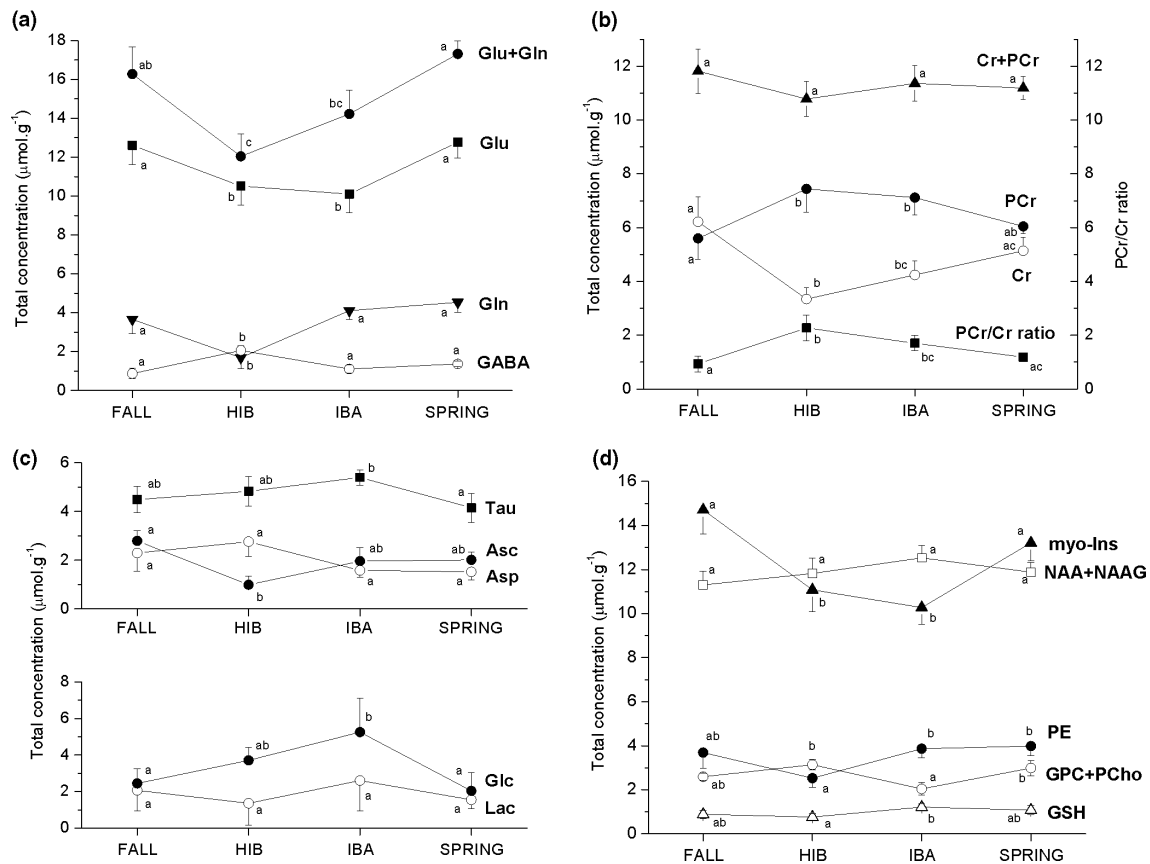 (a)
Total concentration (µmol.g⁻¹)
18
16
14
12
10
8
6
4
2
0
ab
a
c
bc
b
b
a
a
Glu+Gln
Glu
a
b
a
a
a
b
a
a
Gln
GABA
FALL HIB IBA SPRING
(b)
Total concentration (µmol.g⁻¹)
12
10
8
6
4
2
0
a
a
a
a
Cr+PCr
a
a
b
b
ab
ac
PCr
Cr
b
bc
a
b
bc
ac
PCr/Cr ratio
12
10
8
6
4
2
0
PCr/Cr ratio
FALL HIB IBA SPRING
(c)
Total concentration (µmol.g⁻¹)
6
4
2
0
ab
ab
b
a
Tau
a
a
a
b
ab
a
ab
a
Asc
Asp
FALL HIB IBA SPRING
8
6
4
2
0
a
a
ab
a
b
a
a
a
Glc
Lac
FALL HIB IBA SPRING
(d)
Total concentration (µmol.g⁻¹)
16
14
12
10
8
6
4
2
0
a
a
b
a
a
b
a
a
myo-Ins
NAA+NAAG
ab
ab
b
a
b
a
b
b
PE
GPC+PCho
ab
a
b
ab
GSH
FALL HIB IBA SPRING